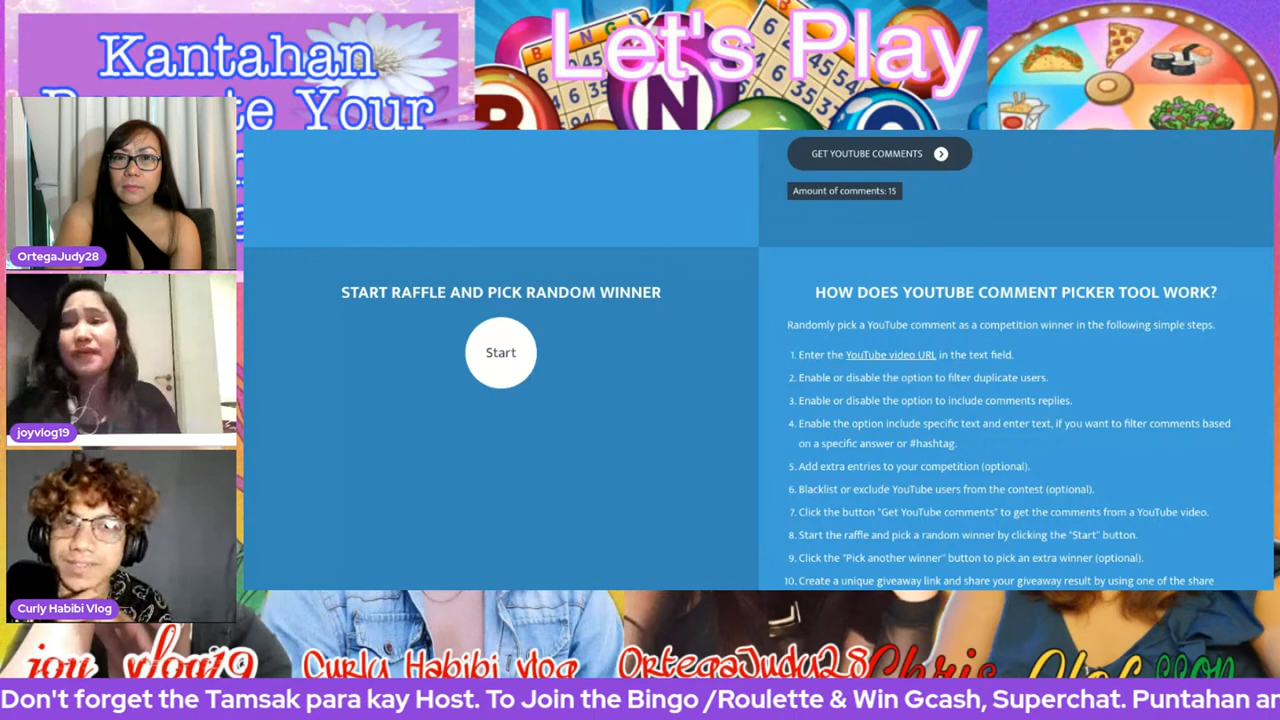 Kantahan
Let's Play
te Your
OrtegaJudy28
joyvlog19
Curly Habibi Vlog
GET YOUTUBE COMMENTS
Amount of comments: 15
START RAFFLE AND PICK RANDOM WINNER
Start
HOW DOES YOUTUBE COMMENT PICKER TOOL WORK?
Randomly pick a YouTube comment as a competition winner in the following simple steps.
1. Enter the YouTube video URL in the text field.
2. Enable or disable the option to filter duplicate users.
3. Enable or disable the option to include comments replies.
4. Enable the option include specific text and enter text, if you want to filter comments based
on a specific answer or #hashtag.
5. Add extra entries to your competition (optional).
6. Blacklist or exclude YouTube users from the contest (optional).
7. Click the button "Get YouTube comments" to get the comments from a YouTube video.
8. Start the raffle and pick a random winner by clicking the "Start" button.
9. Click the "Pick another winner" button to pick an extra winner (optional).
10. Create a unique giveaway link and share your giveaway result by using one of the share
joy vlog19 Curly Habibi vlog OrtegaJudy28 Chris
Don't forget the Tamsak para kay Host. To Join the Bingo /Roulette & Win Gcash, Superchat. Puntahan an